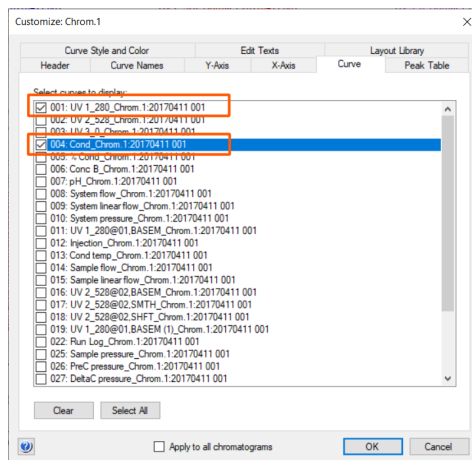 Customize: Chrom.1
Curve Style and Color Edit Texts Layout Library
Header Curve Names Y-Axis X-Axis Curve Peak Table
Select curves to display:
001: UV 1_280_Chrom.1:20170411 001
002: UV 2_528_Chrom.1:20170411 001
003: UV 3_0_Chrom.1:20170411 001
004: Cond_Chrom.1:20170411 001
005: % Cond_Chrom.1:20170411 001
006: Conc B_Chrom.1:20170411 001
007: pH_Chrom.1:20170411 001
008: System flow_Chrom.1:20170411 001
009: System linear flow_Chrom.1:20170411 001
010: System pressure_Chrom.1:20170411 001
011: UV 1_280@01,BASEM_Chrom.1:20170411 001
012: Injection_Chrom.1:20170411 001
013: Cond temp_Chrom.1:20170411 001
014: Sample flow_Chrom.1:20170411 001
015: Sample linear flow_Chrom.1:20170411 001
016: UV 2_528@02,BASEM_Chrom.1:20170411 001
017: UV 2_528@02,SMTH_Chrom.1:20170411 001
018: UV 2_528@02,SHFT_Chrom.1:20170411 001
019: UV 1_280@01,BASEM (1)_Chrom.1:20170411 001
022: Run Log_Chrom.1:20170411 001
025: Sample pressure_Chrom.1:20170411 001
026: PreC pressure_Chrom.1:20170411 001
027: DeltaC pressure_Chrom.1:20170411 001
Clear Select All
Apply to all chromatograms OK Cancel